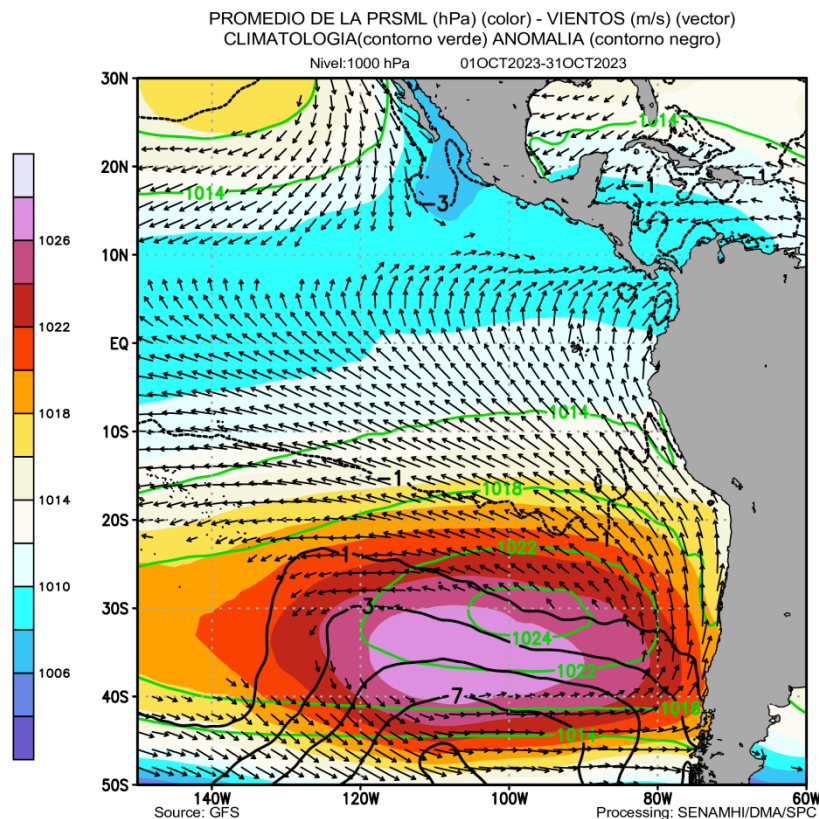 PROMEDIO DE LA PRSML (hPa) (color) - VIENTOS (m/s) (vector)
CLIMATOLOGIA(contorno verde) ANOMALIA (contorno negro)
Nivel:1000 hPa 01OCT2023-31OCT2023
30N
20N
10N
EQ
10S
20S
30S
40S
50S
140W
120W
100W
80W
60W
1026
1022
1018
1014
1010
1006
1014
1014
-1
-1
-3
1014
-1
1018
-1
1022
1
3
1024
1022
7
1018
1014
Source: GFS
Processing: SENAMHI/DMA/SPC